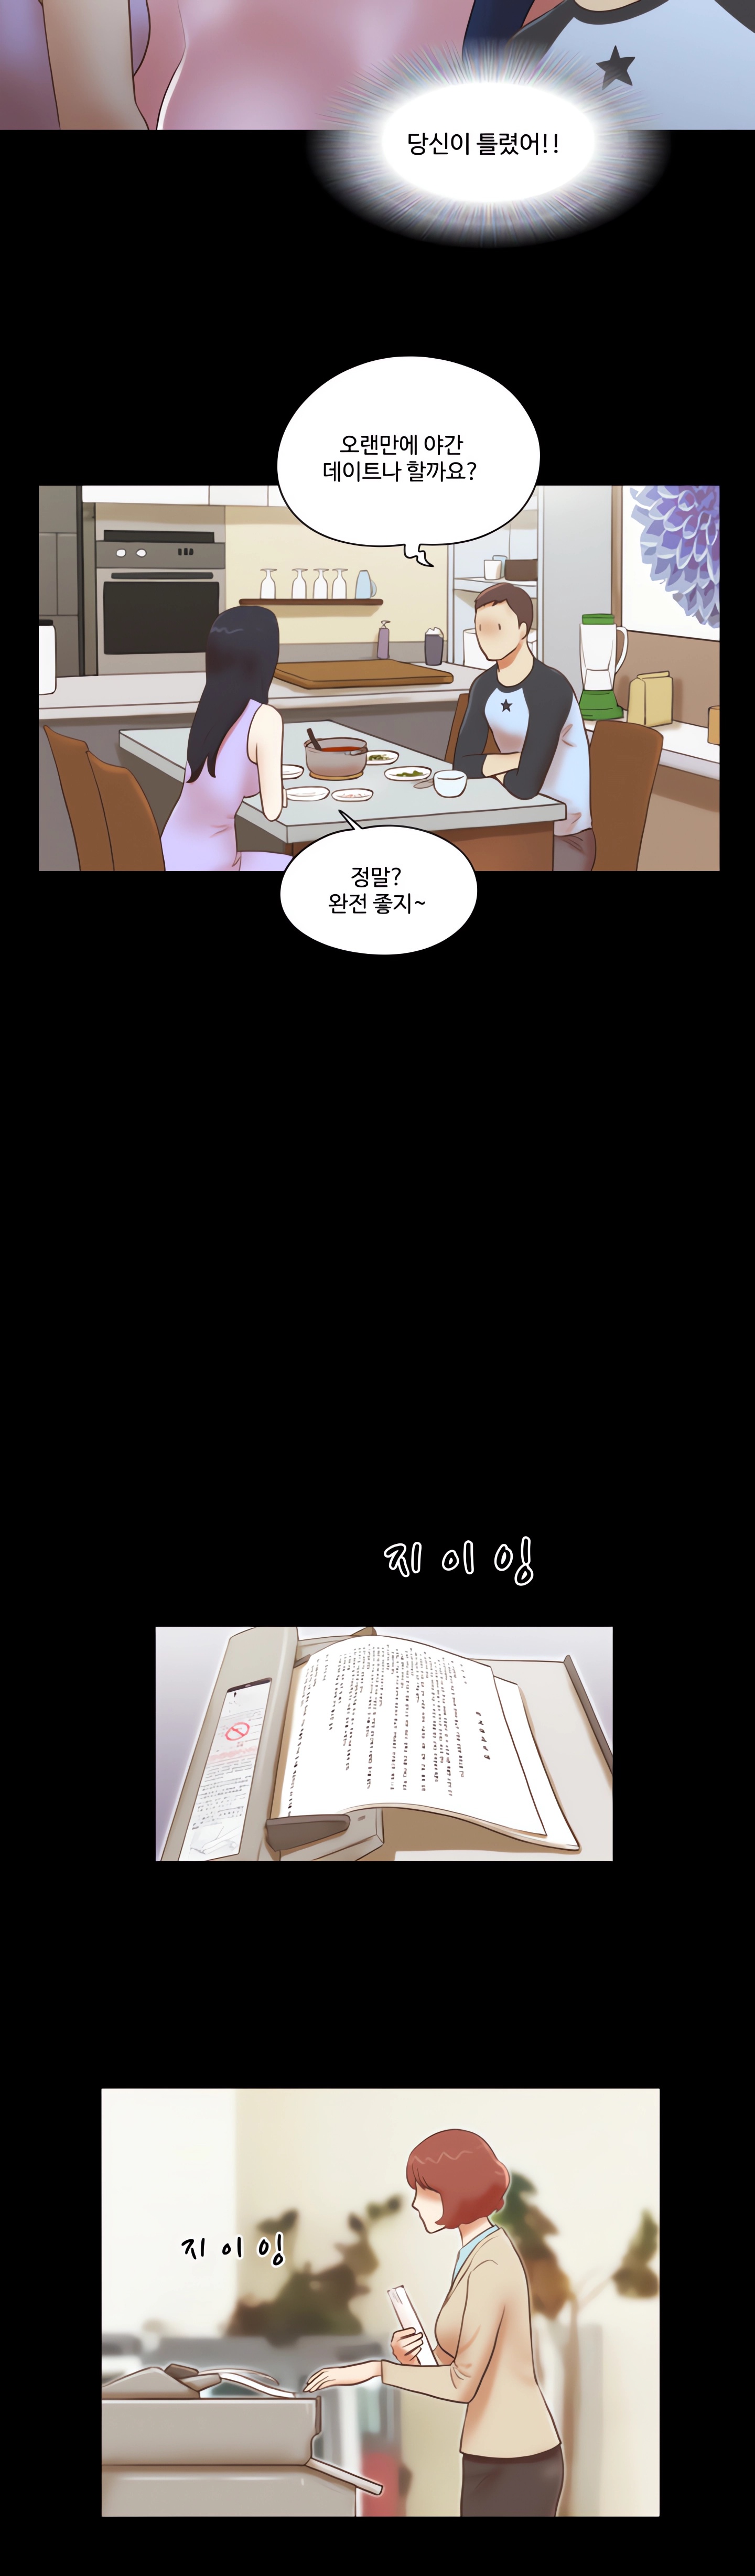 당신이 틀렸어!!
오랜만에 야간
데이트나 할까요?
정말?
완전 좋지~
지이잉
지이잉